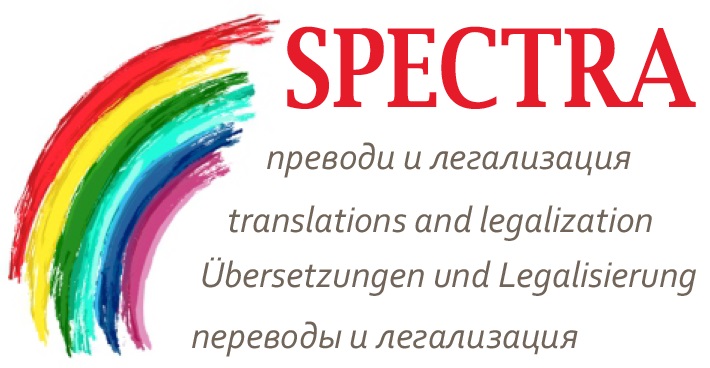 SPECTRA
преводи и легализация
translations and legalization
Übersetzungen und Legalisierung
переводы и легализация